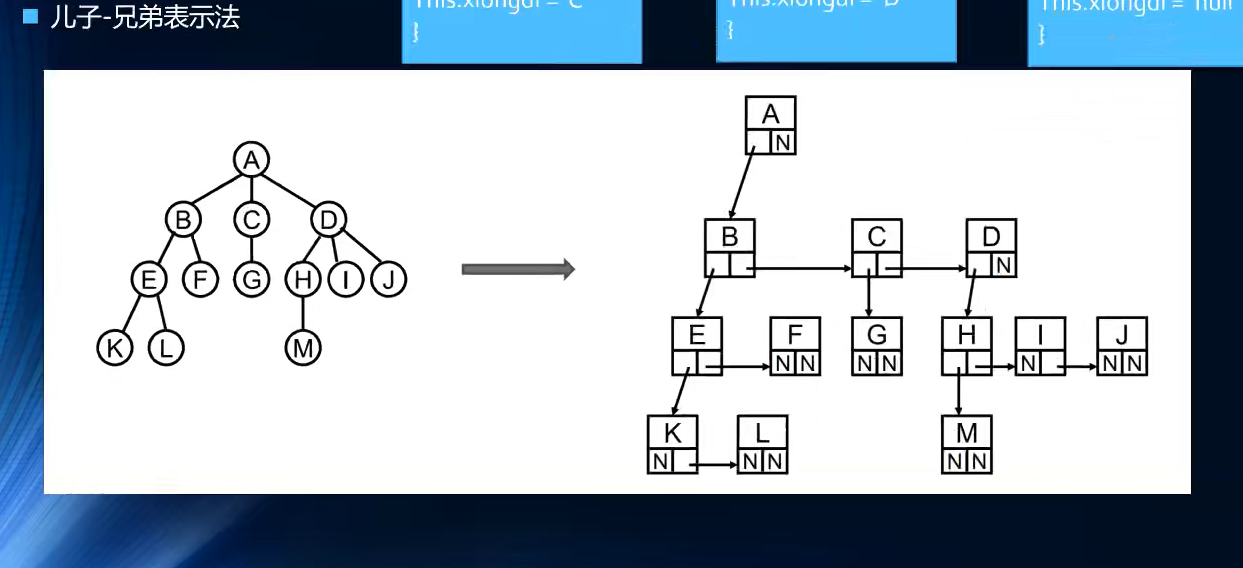 儿子-兄弟表示法
This.xiongdi = C
}
This.xiongdi =
}
This.xiongdi = null
}
A
B C D
E F G H I J
K L M
A
N
B C D
N
E F G H I J
N N N N N N N
K L M
N N N N N